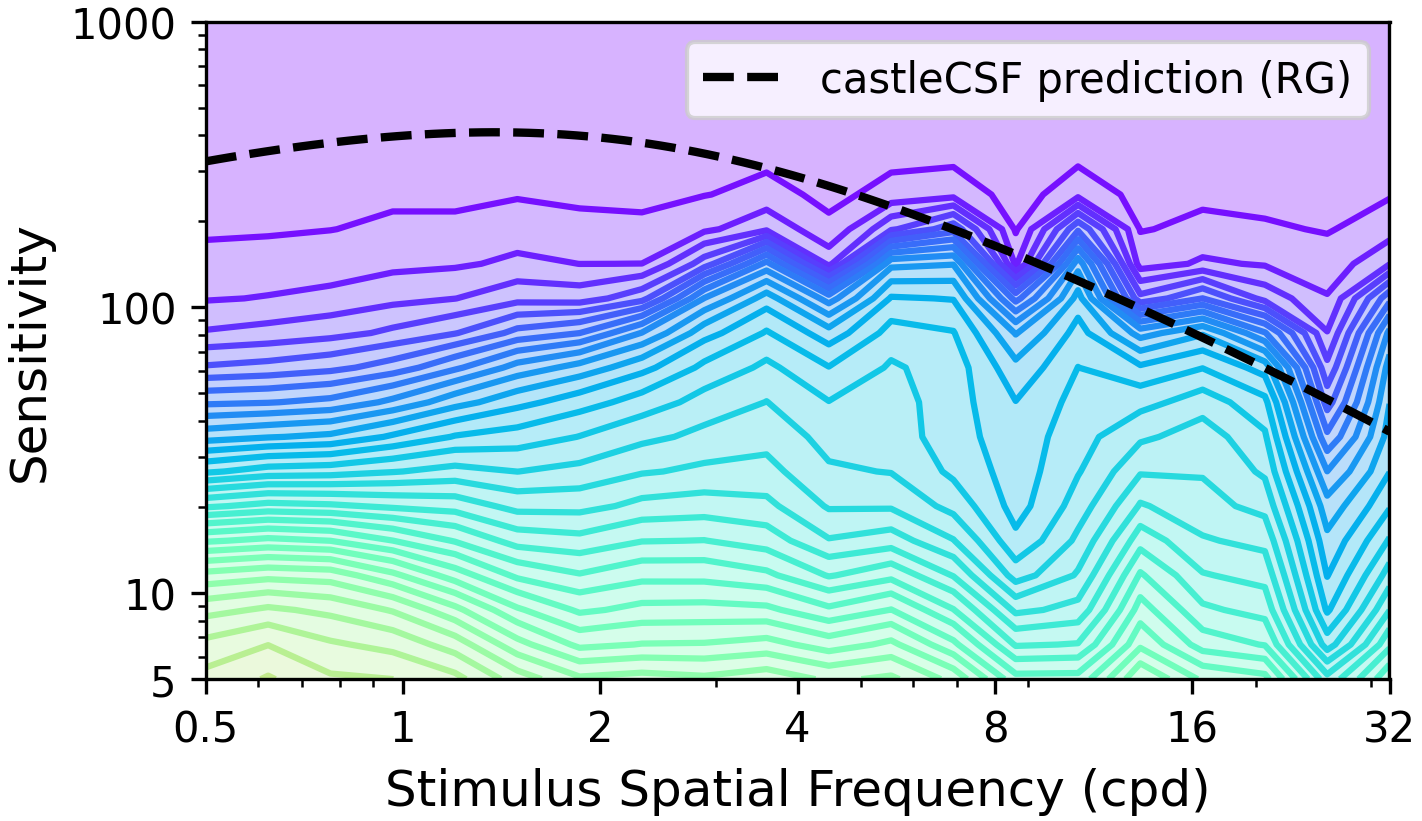 1000
castleCSF prediction (RG)
100
10
5
Sensitivity
0.5 1 2 4 8 16 32
Stimulus Spatial Frequency (cpd)